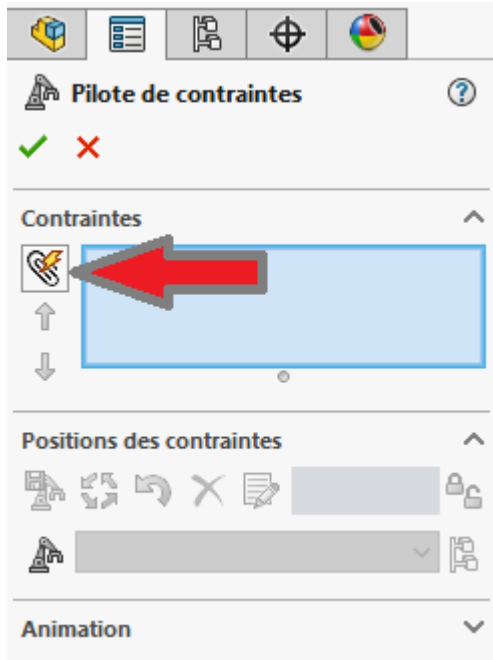 Pilote de contraintes
Contraintes
Positions des contraintes
Animation